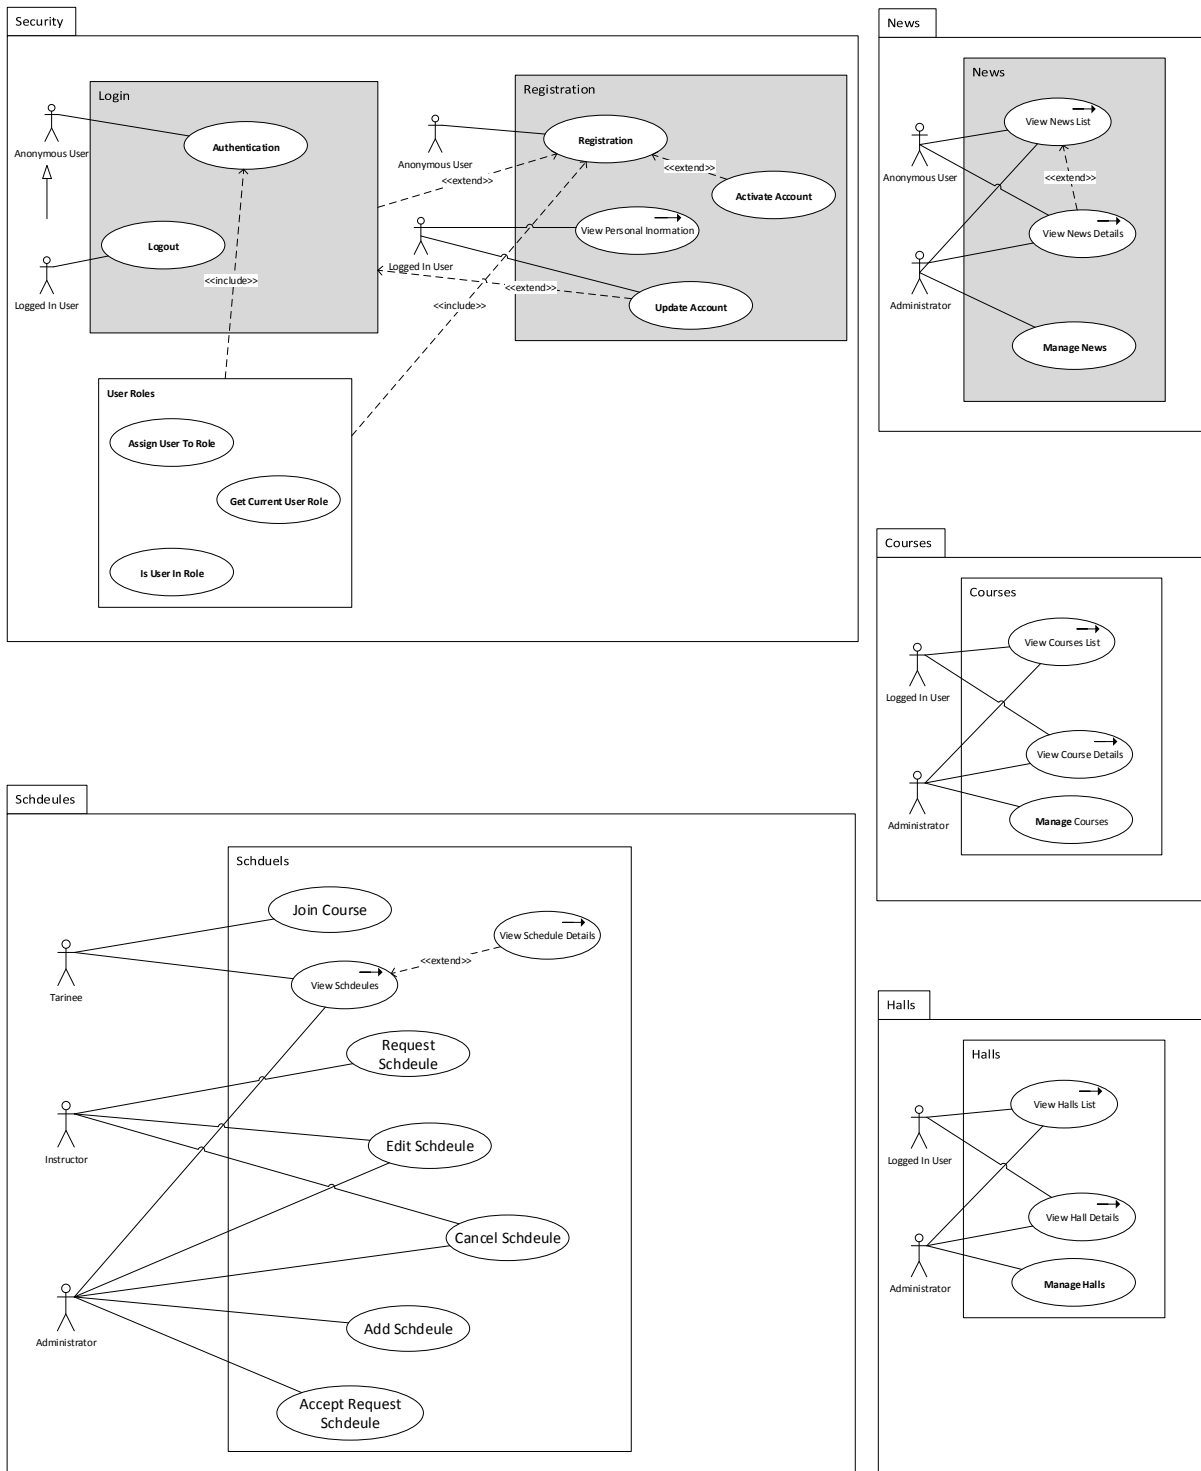 Security
Login
Anonymous User
Authentication
Logout
Logged In User
<<include>>
<<extend>>
Registration
Anonymous User
Registration
<<extend>>
Activate Account
View Personal Inormation
Logged In User
<<extend>>
<<include>>
Update Account
User Roles
Assign User To Role
Get Current User Role
Is User In Role
News
News
View News List
Anonymous User
<<extend>>
View News Details
Administrator
Manage News
Courses
Courses
View Courses List
Logged In User
View Course Details
Administrator
Manage Courses
Schdeules
Schduels
Join Course
View Schedule Details
<<extend>>
View Schdeules
Tarinee
Request
Schdeule
Instructor
Edit Schdeule
Cancel Schdeule
Administrator
Add Schdeule
Accept Request
Schdeule
Halls
Halls
View Halls List
Logged In User
View Hall Details
Administrator
Manage Halls